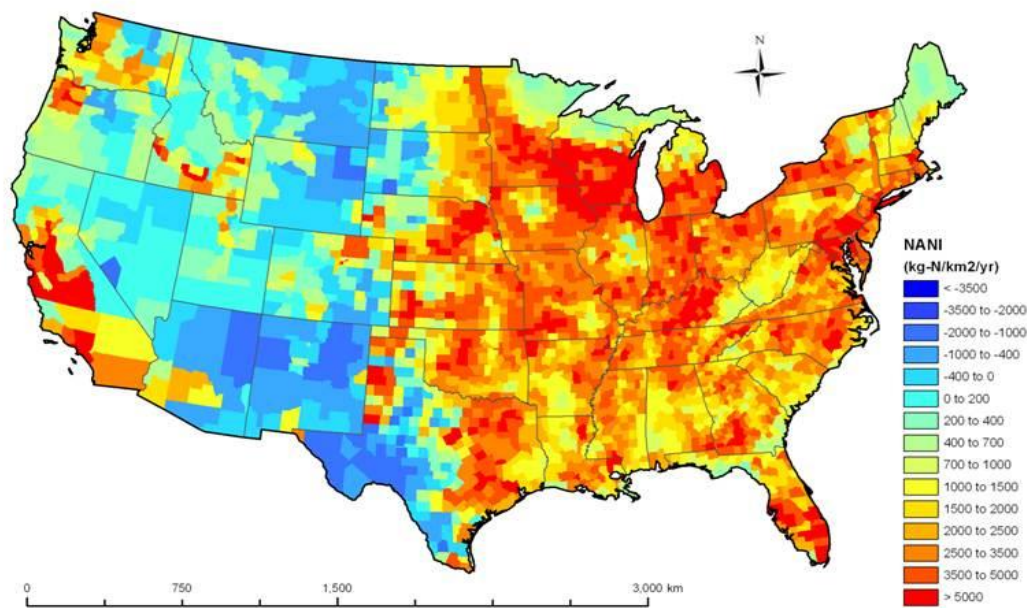 N
NANI
(kg-N/km2/yr)
< -3500
-3500 to -2000
-2000 to -1000
-1000 to -400
-400 to 0
0 to 200
200 to 400
400 to 700
700 to 1000
1000 to 1500
1500 to 2000
2000 to 2500
2500 to 3500
3500 to 5000
> 5000
0 750 1,500 3,000 km